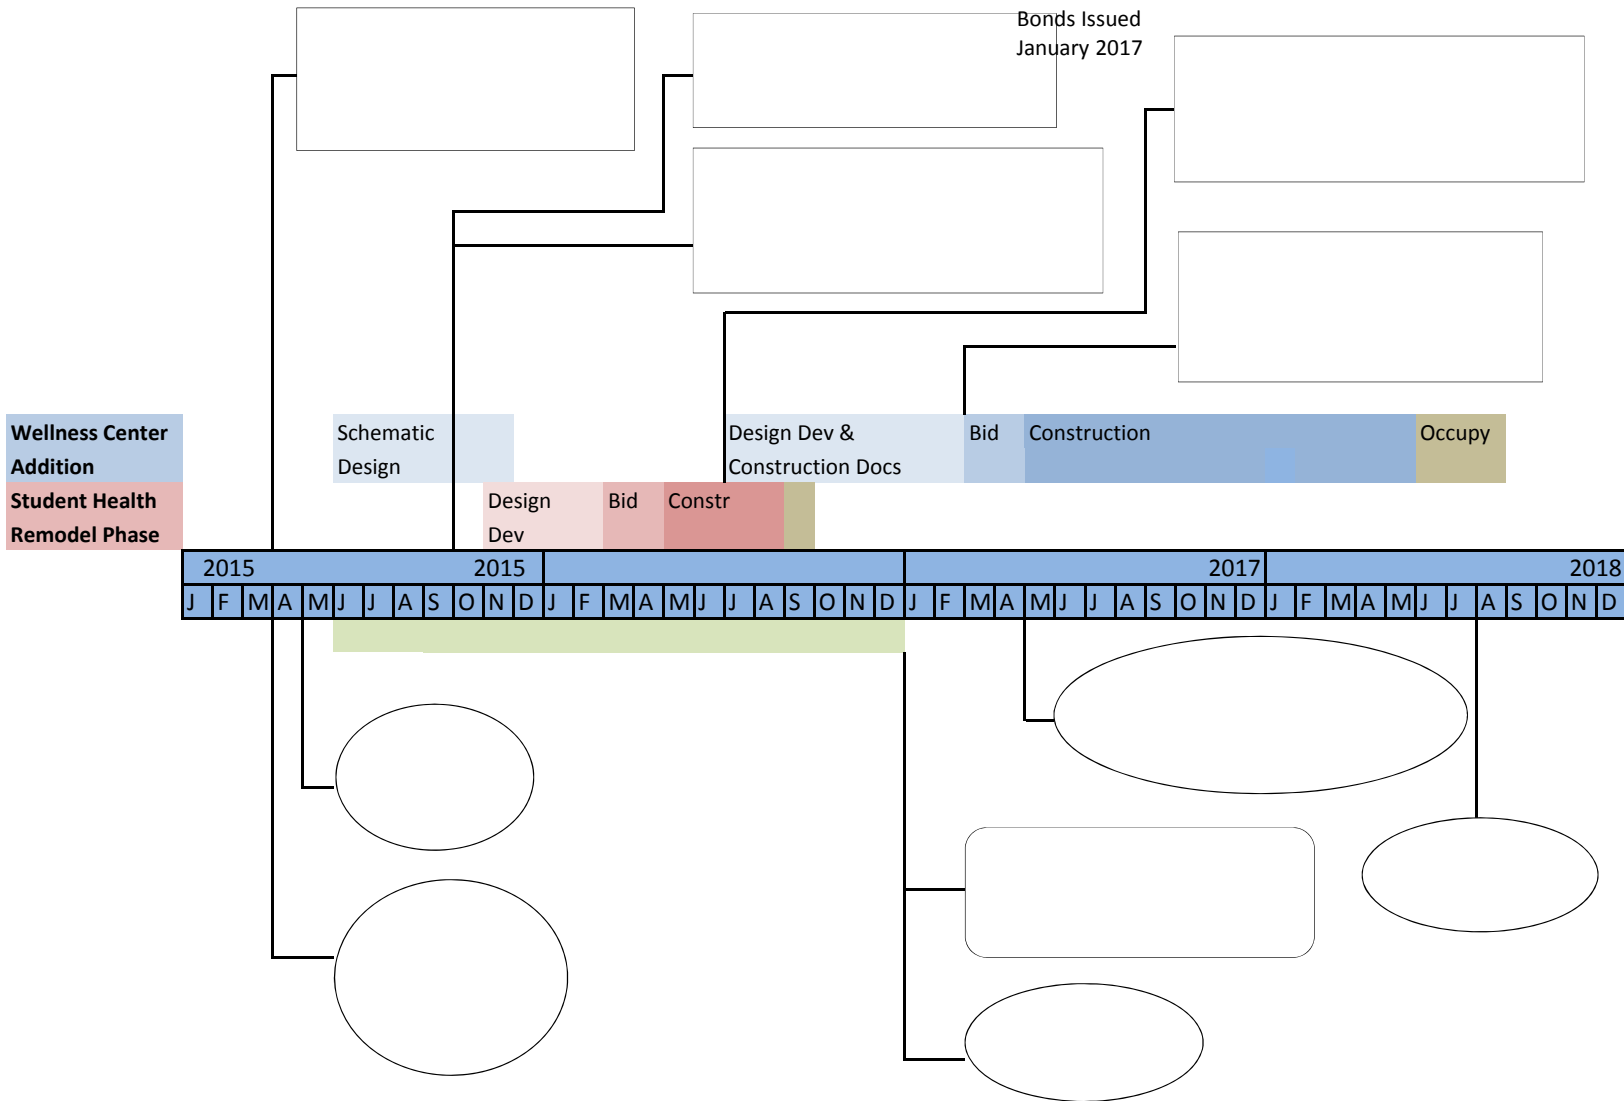 Bonds Issued
January 2017
Wellness Center
Addition
Schematic
Design
Design Dev &
Construction Docs
Bid
Construction
Occupy
Student Health
Remodel Phase
Design
Dev
Bid
Constr
2015 2015 2017 2018
J F M A M J J A S O N D J F M A M J J A S O N D J F M A M J J A S O N D J F M A M J J A S O N D